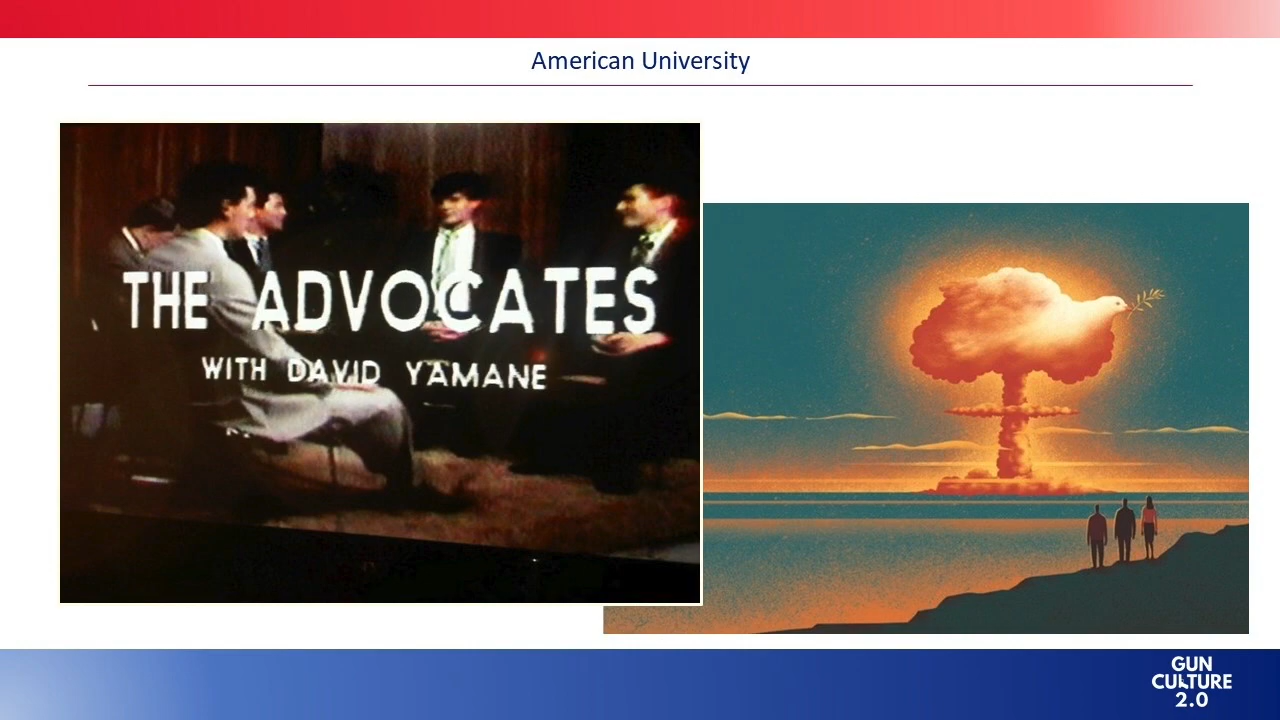 American University
THE ADVOCATES
WITH DAVID YAMANE
GUN
CULTURE
2.0